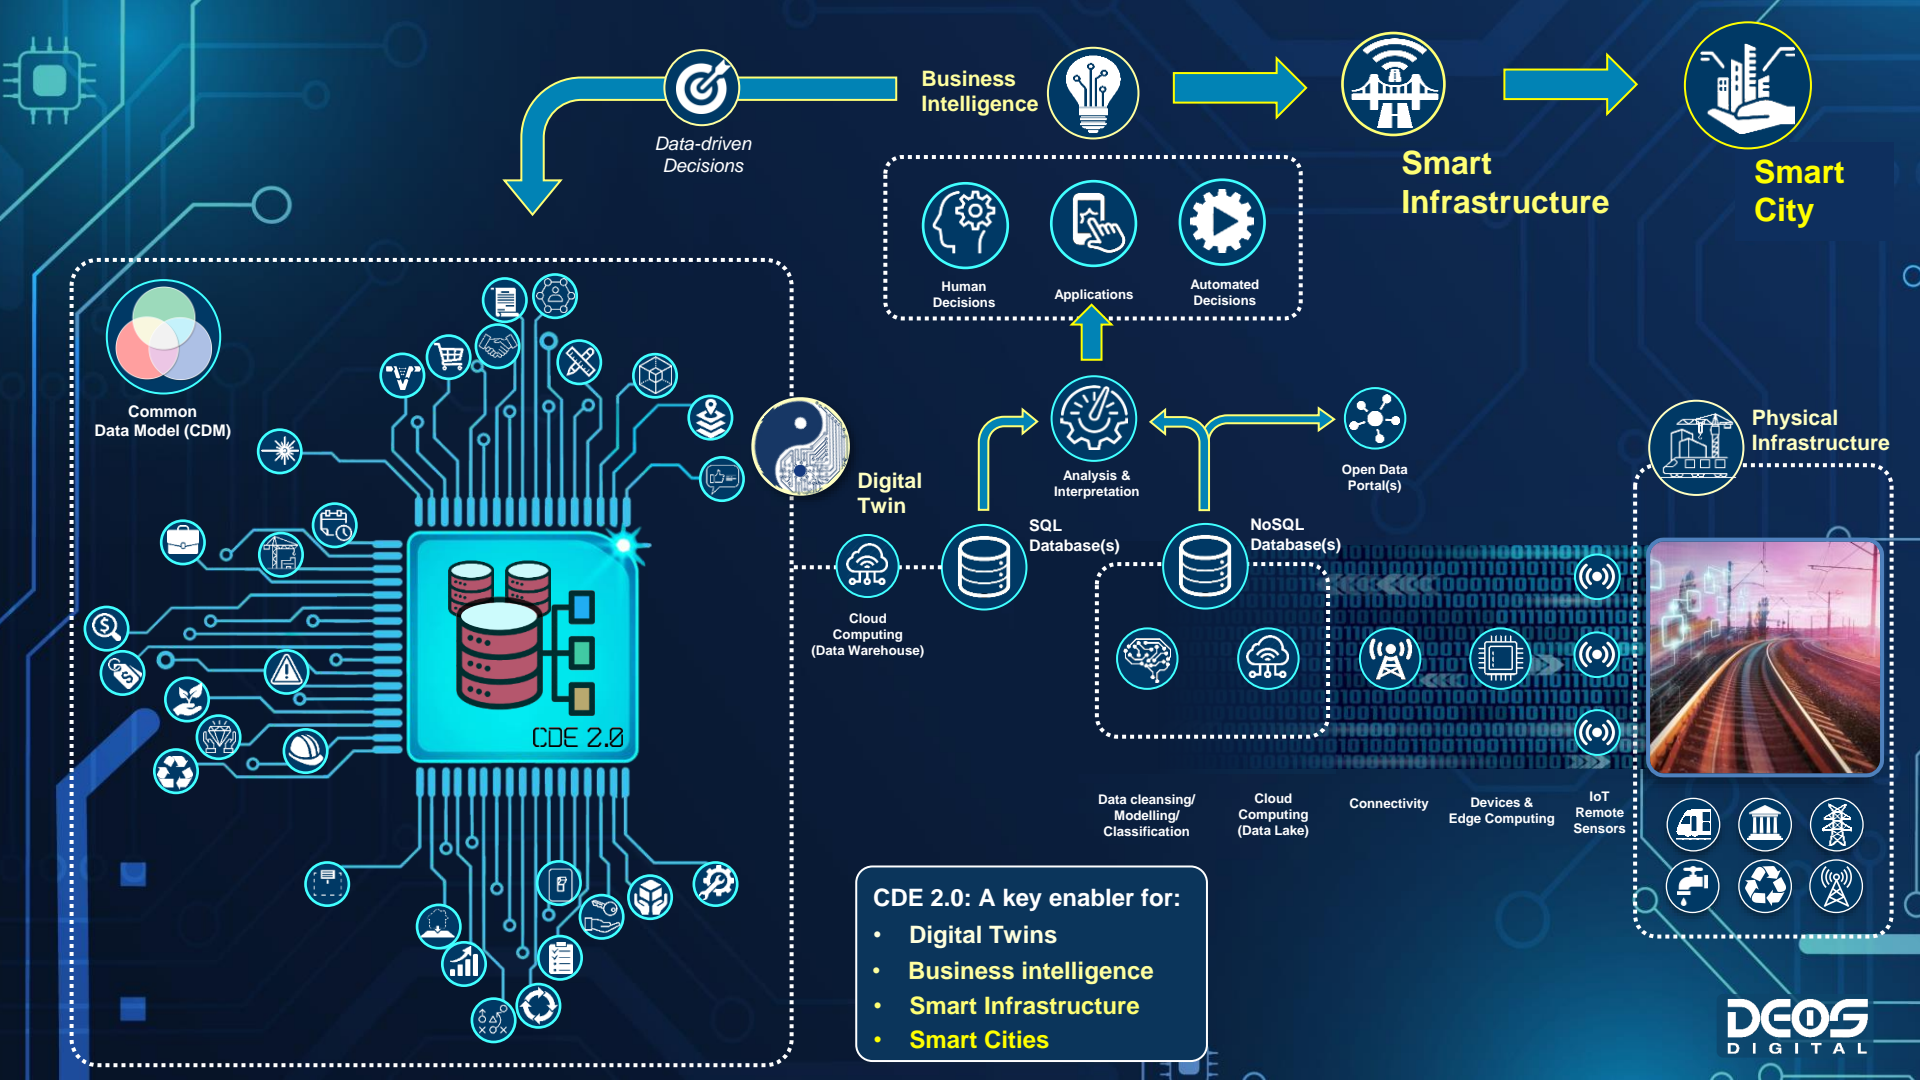 Business
Intelligence
Data-driven
Decisions
Smart
Infrastructure
Smart
City
Human
Decisions
Applications
Automated
Decisions
Common
Data Model (CDM)
Digital
Twin
Analysis &
Interpretation
Open Data
Portal(s)
Physical
Infrastructure
SQL
Database(s)
NoSQL
Database(s)
Cloud
Computing
(Data Warehouse)
CDE 2.0
Data cleansing/
Modelling/
Classification
Cloud
Computing
(Data Lake)
Connectivity
Devices &
Edge Computing
IoT
Remote
Sensors
CDE 2.0: A key enabler for:
• Digital Twins
• Business intelligence
• Smart Infrastructure
• Smart Cities
DEOS
DIGITAL